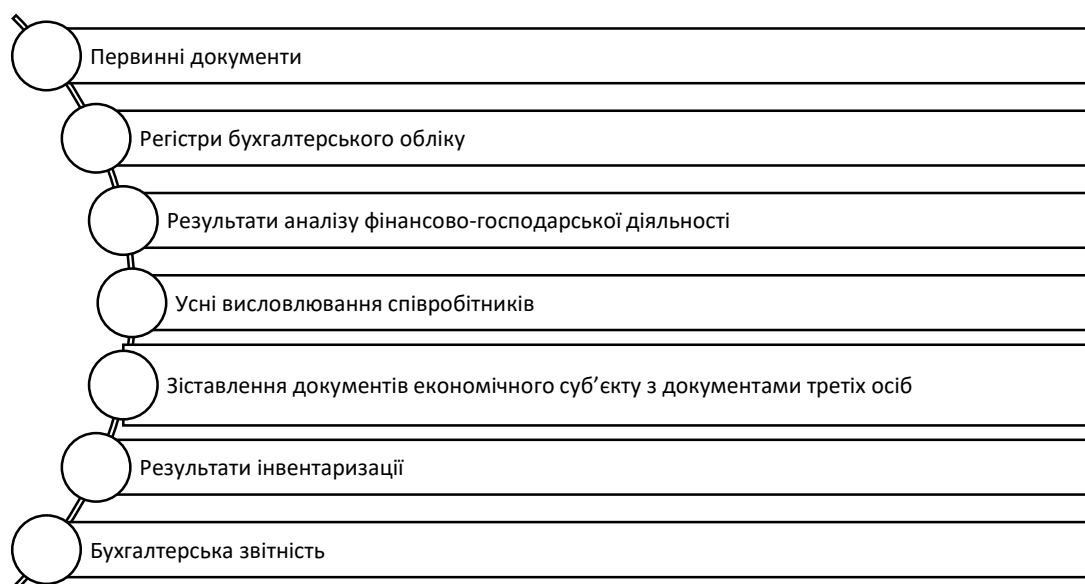 Первинні документи
Регістри бухгалтерського обліку
Результати аналізу фінансово-господарської діяльності
Усні висловлювання співробітників
Зіставлення документів економічного суб’єкту з документами третіх осіб
Результати інвентаризації
Бухгалтерська звітність